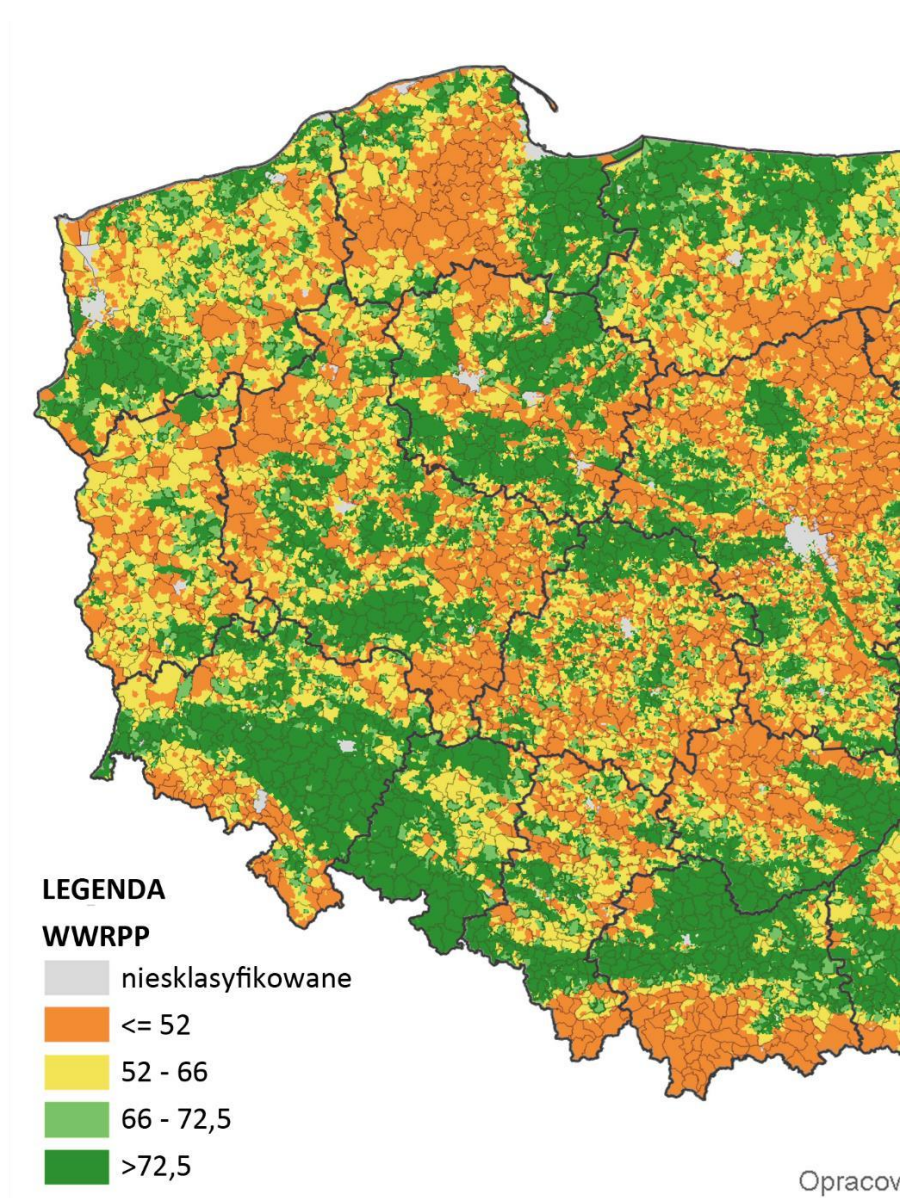 LEGENDA
WWRPP
niesklasyfikowane
<= 52
52 - 66
66 - 72,5
>72,5
Opracow